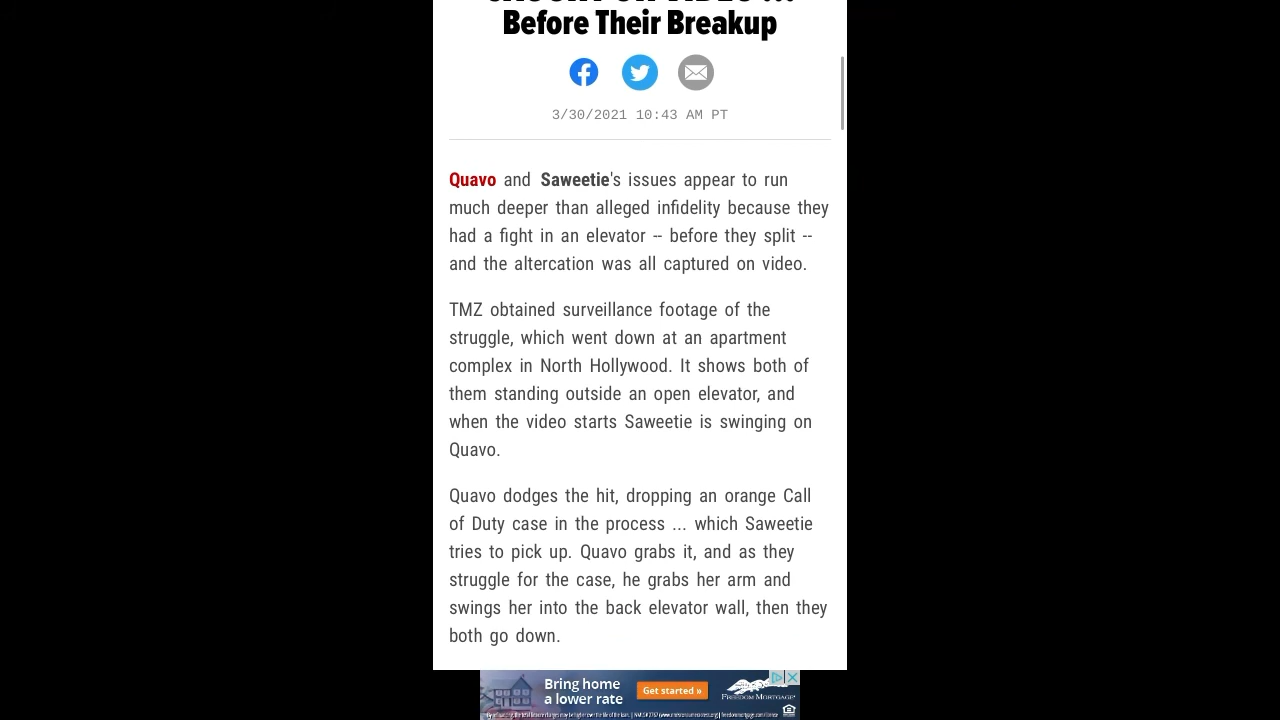 Before Their Breakup
3/30/2021 10:43 AM PT
Quavo and Saweetie's issues appear to run
much deeper than alleged infidelity because they
had a fight in an elevator -- before they split --
and the altercation was all captured on video.
TMZ obtained surveillance footage of the
struggle, which went down at an apartment
complex in North Hollywood. It shows both of
them standing outside an open elevator, and
when the video starts Saweetie is swinging on
Quavo.
Quavo dodges the hit, dropping an orange Call
of Duty case in the process ... which Saweetie
tries to pick up. Quavo grabs it, and as they
struggle for the case, he grabs her arm and
swings her into the back elevator wall, then they
both go down.
Bring home
a lower rate
Get started »
FREEDOM MORTGAGE